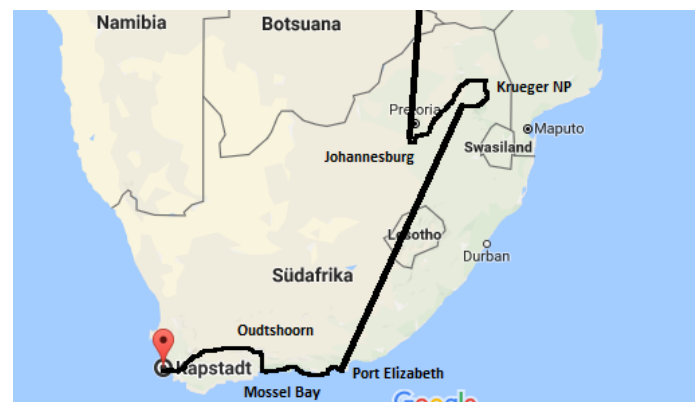 Namibia
Botsuana
Krueger NP
Pretoria
Maputo
Johannesburg
Swasiland
Lesotho
Durban
Südafrika
Oudtshoorn
Kapstadt
Port Elizabeth
Mossel Bay
Google